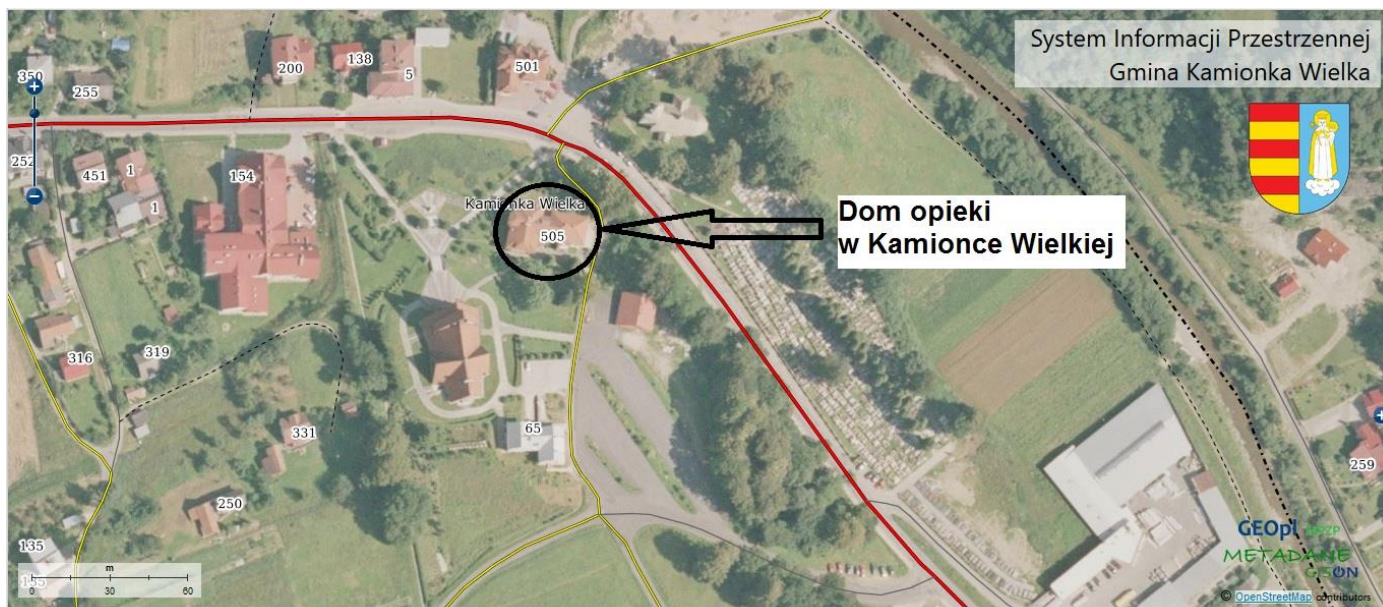 System Informacji Przestrzennej
Gmina Kamionka Wielka
350
255
200
138
5
501
252
451
1
1
154
Kamionka Wielka
505
Dom opieki
w Kamionce Wielkiej
316
319
331
65
250
259
135
m
0 30 60
GEOpl
METADANE
GISON
© OpenStreetMap contributors